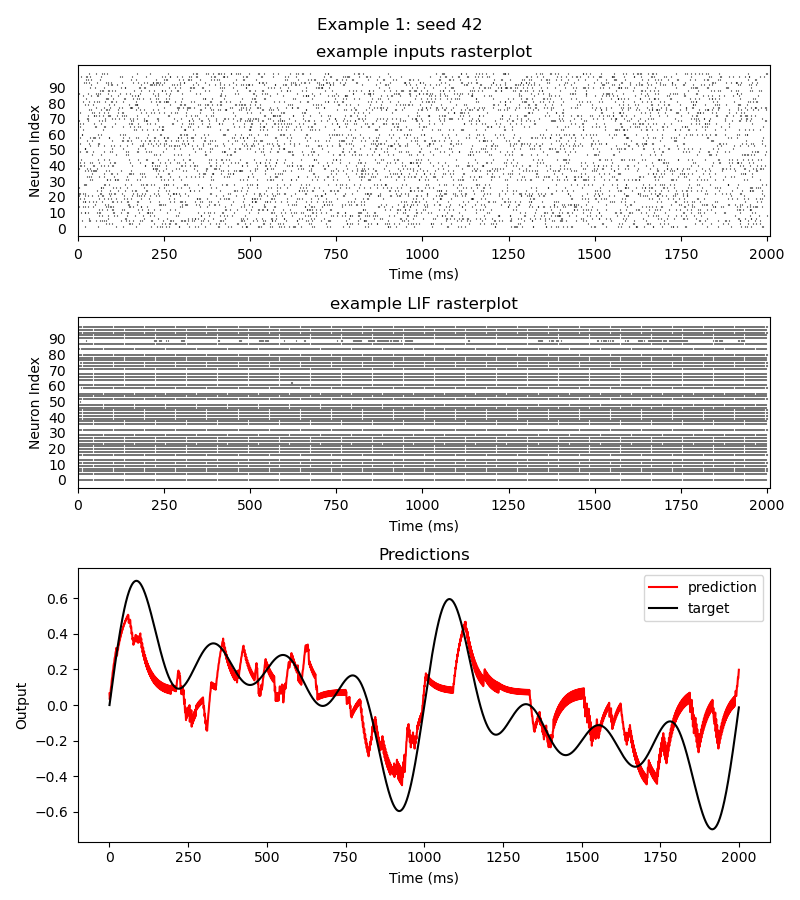 Example 1: seed 42
example inputs rasterplot
Neuron Index
90
80
70
60
50
40
30
20
10
0
0 250 500 750 1000 1250 1500 1750 2000
Time (ms)
example LIF rasterplot
Neuron Index
90
80
70
60
50
40
30
20
10
0
0 250 500 750 1000 1250 1500 1750 2000
Time (ms)
Predictions
prediction
target
Output
0.6
0.4
0.2
0.0
−0.2
−0.4
−0.6
0 250 500 750 1000 1250 1500 1750 2000
Time (ms)